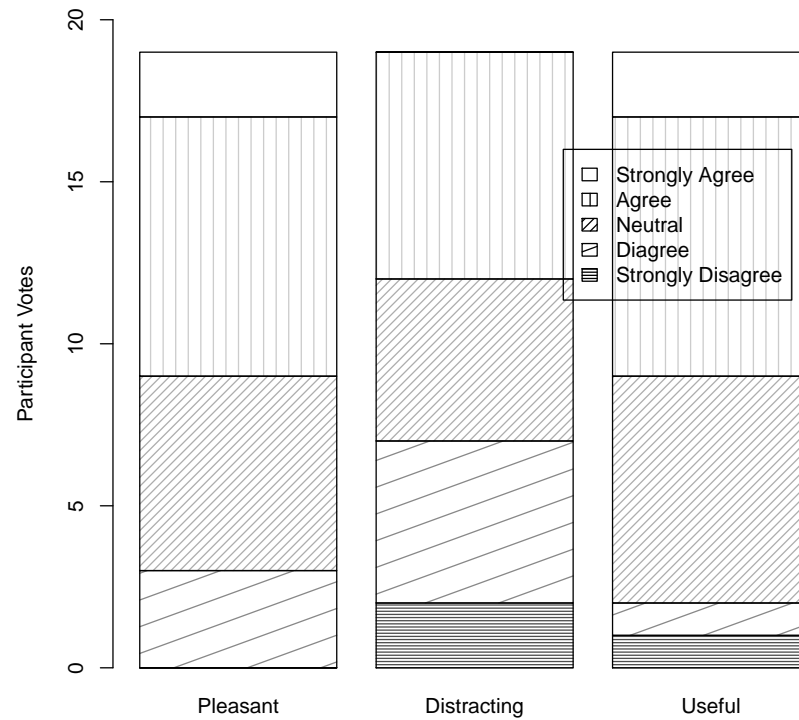 20
15
10
5
0
Participant Votes
Strongly Agree
Agree
Neutral
Diagree
Strongly Disagree
Pleasant
Distracting
Useful